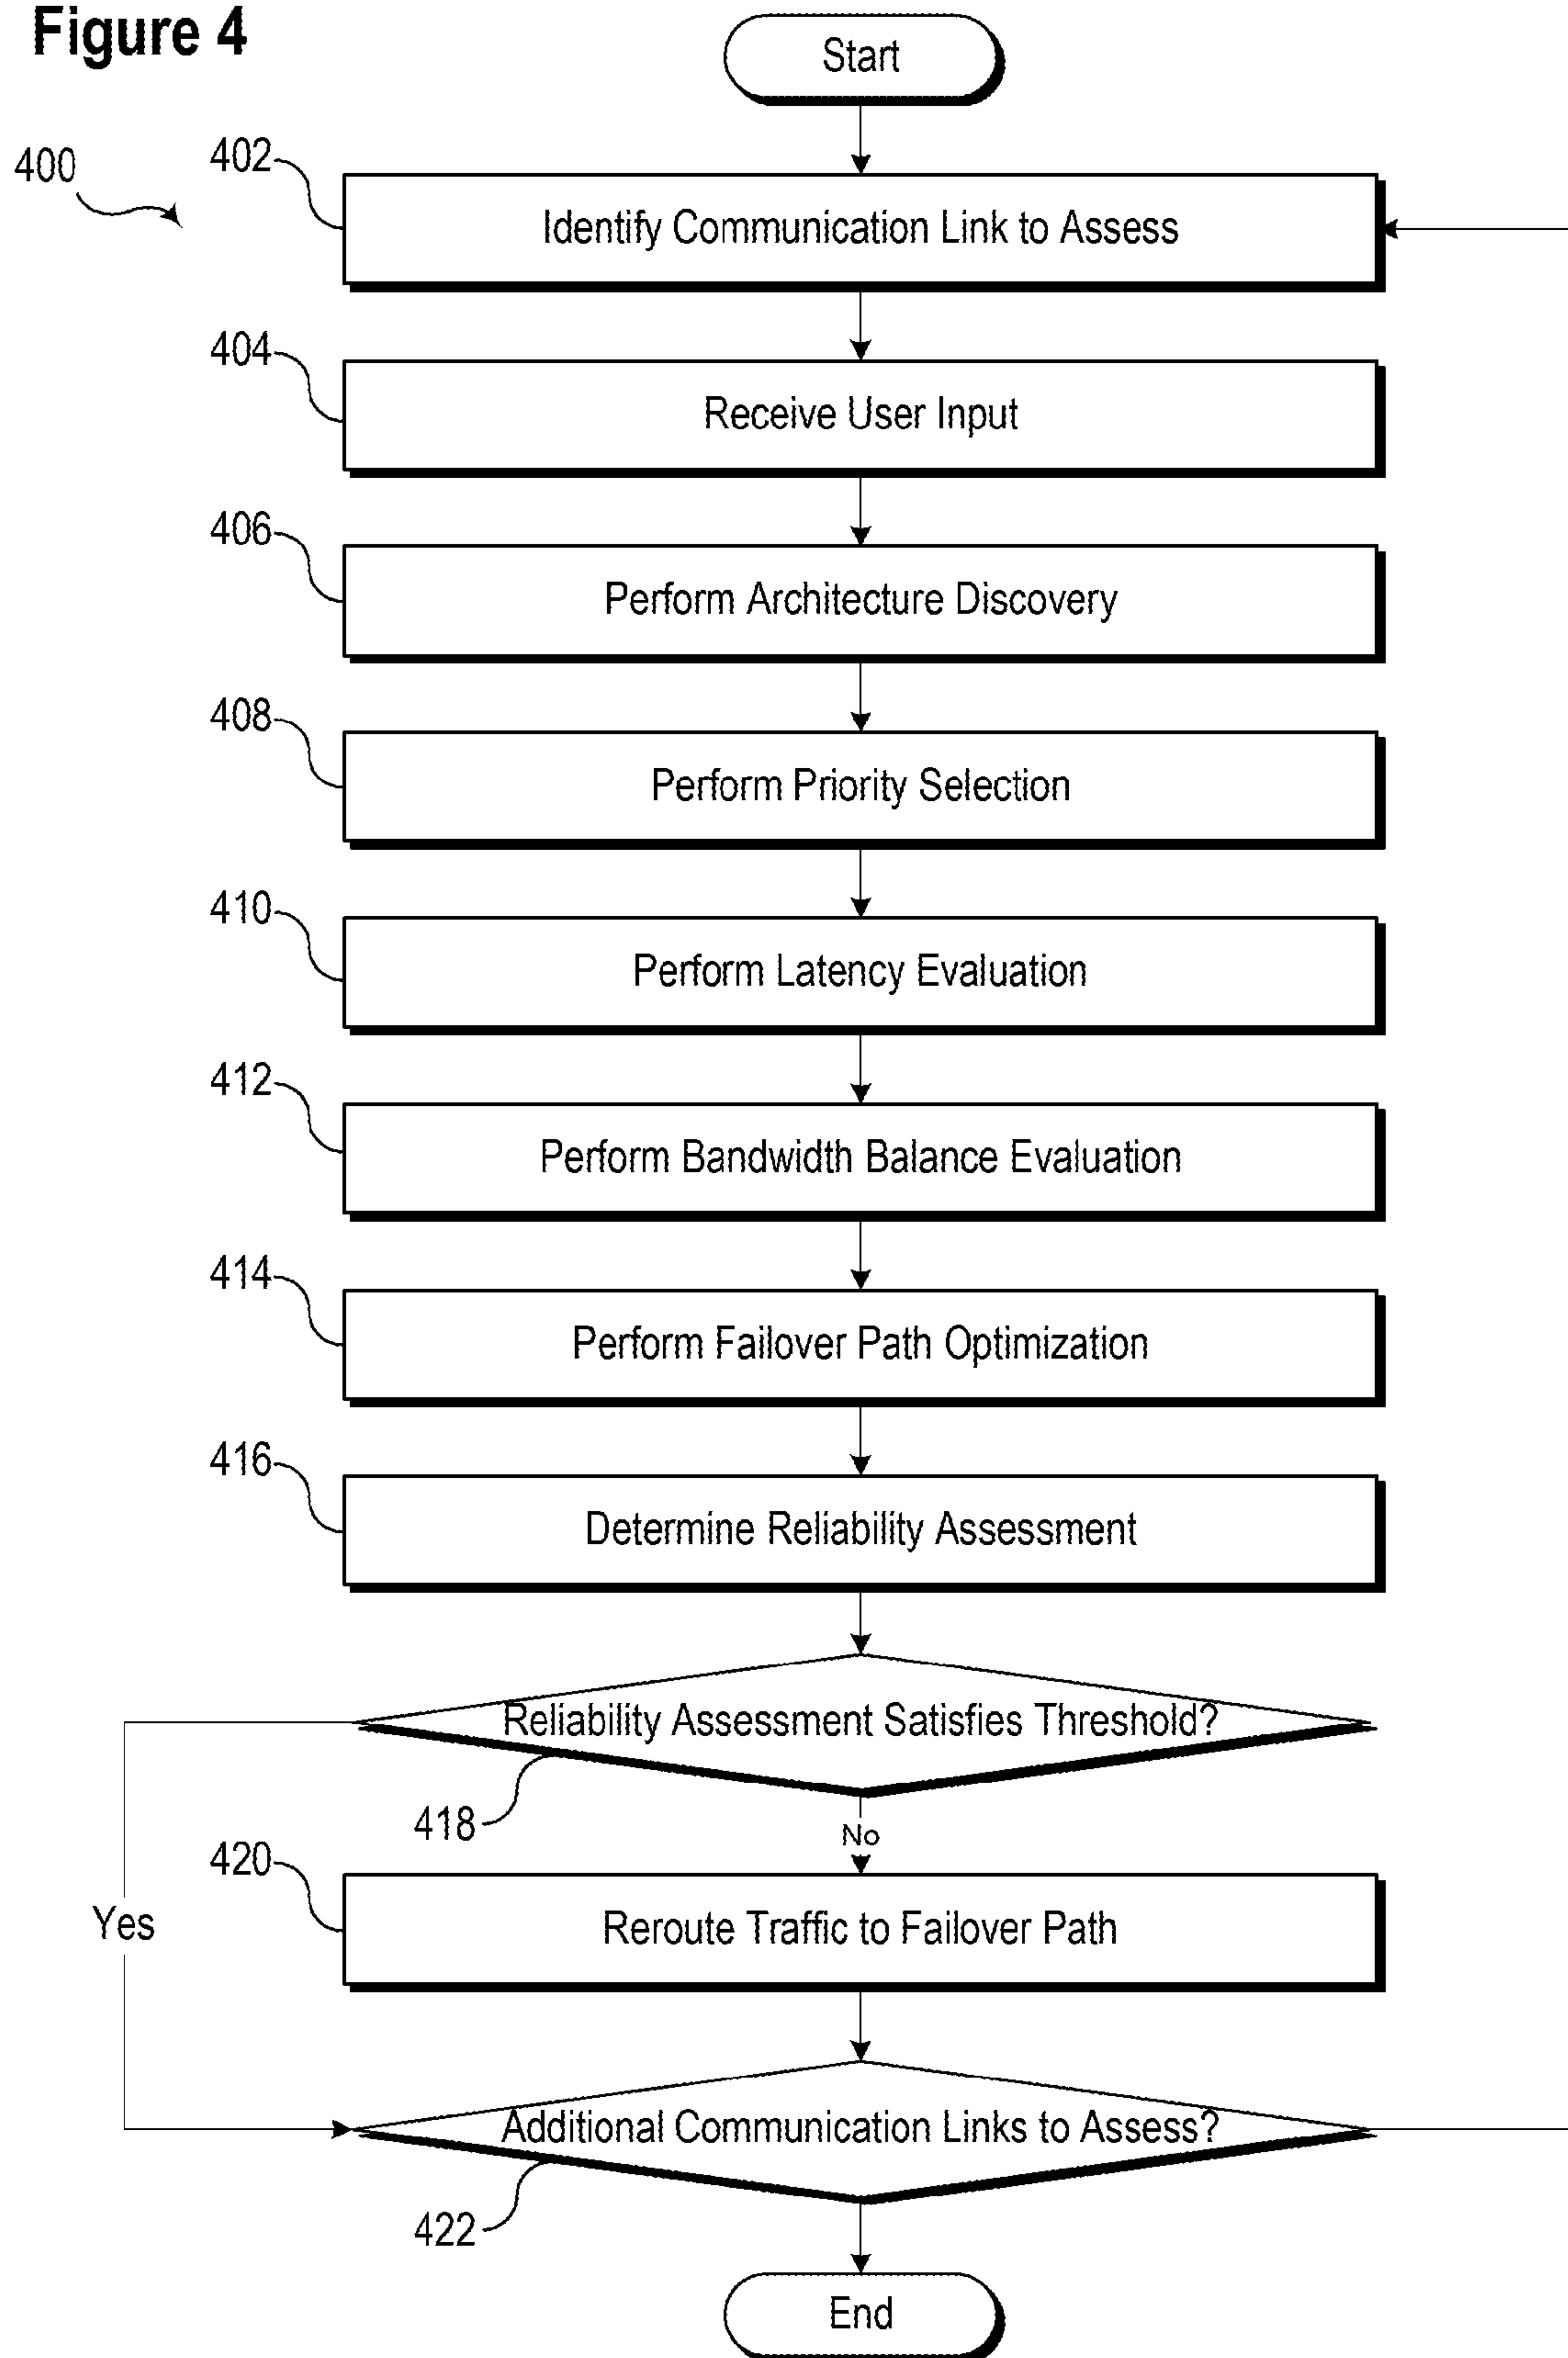 Figure 4
Start
400
402
Identify Communication Link to Assess
404
Receive User Input
406
Perform Architecture Discovery
408
Perform Priority Selection
410
Perform Latency Evaluation
412
Perform Bandwidth Balance Evaluation
414
Perform Failover Path Optimization
416
Determine Reliability Assessment
Reliability Assessment Satisfies Threshold?
418
No
420
Yes
Reroute Traffic to Failover Path
Additional Communication Links to Assess?
422
End